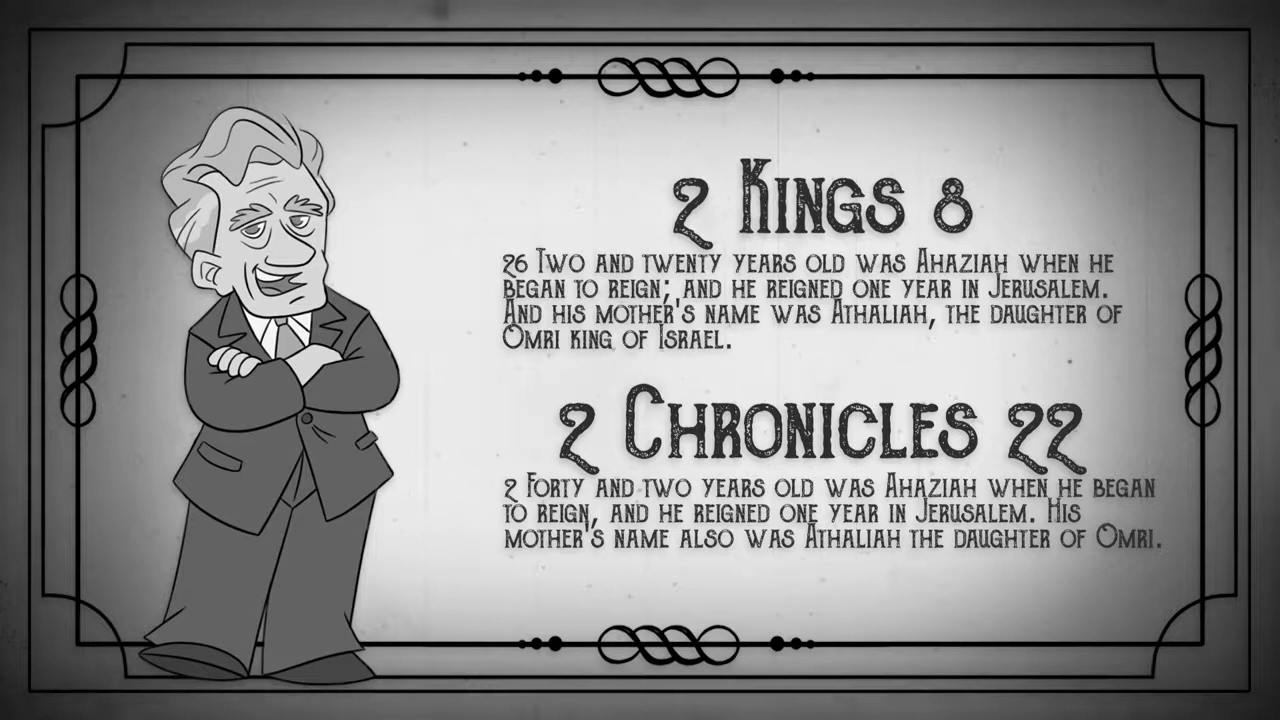 2 Kings 8
26 Two and twenty years old was Ahaziah when he
began to reign; and he reigned one year in Jerusalem.
And his mother's name was Athaliah, the daughter of
Omri king of Israel.
2 Chronicles 22
2 Forty and two years old was Ahaziah when he began
to reign, and he reigned one year in Jerusalem. His
mother's name also was Athaliah the daughter of Omri.